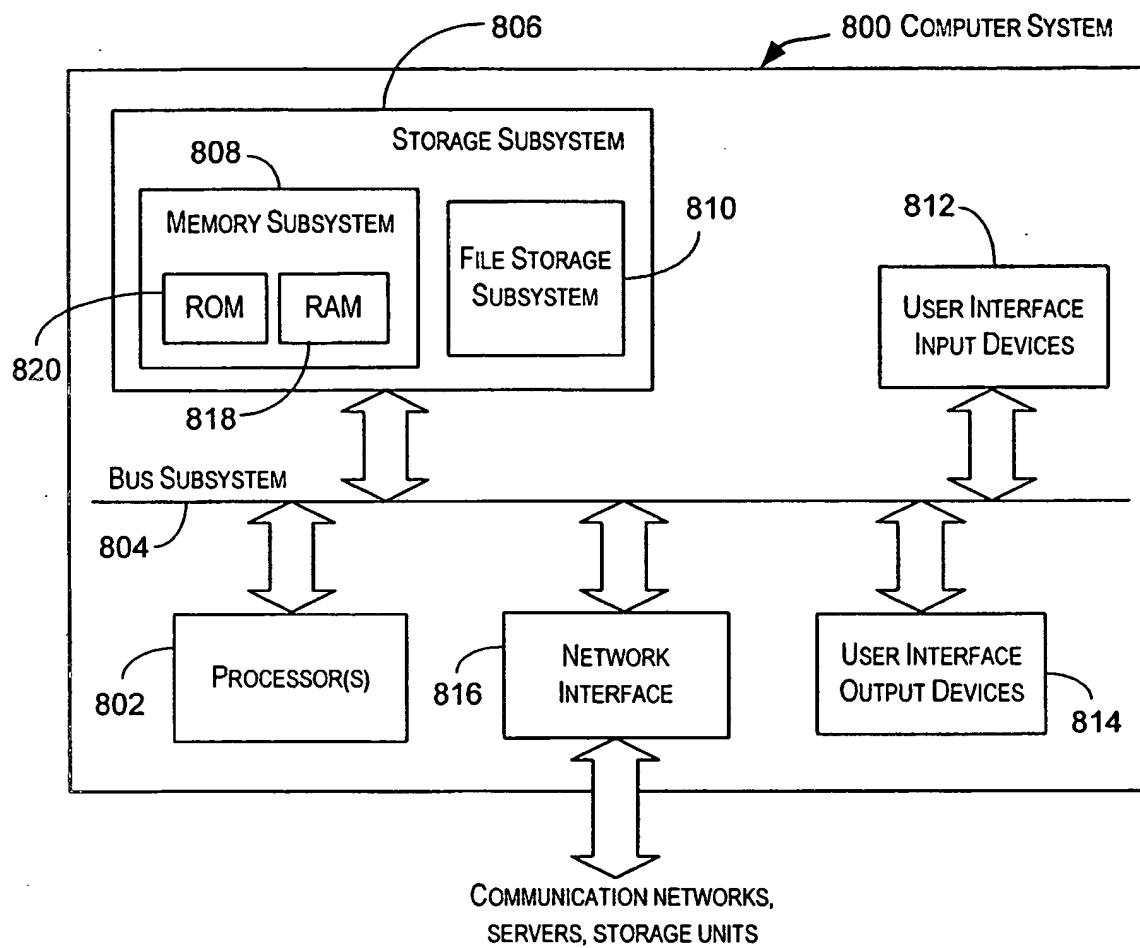 800 COMPUTER SYSTEM
806
STORAGE SUBSYSTEM
808
MEMORY SUBSYSTEM
ROM
RAM
820
818
FILE STORAGE
SUBSYSTEM
810
812
USER INTERFACE
INPUT DEVICES
BUS SUBSYSTEM
804
PROCESSOR(S)
802
NETWORK
INTERFACE
816
USER INTERFACE
OUTPUT DEVICES
814
COMMUNICATION NETWORKS,
SERVERS, STORAGE UNITS